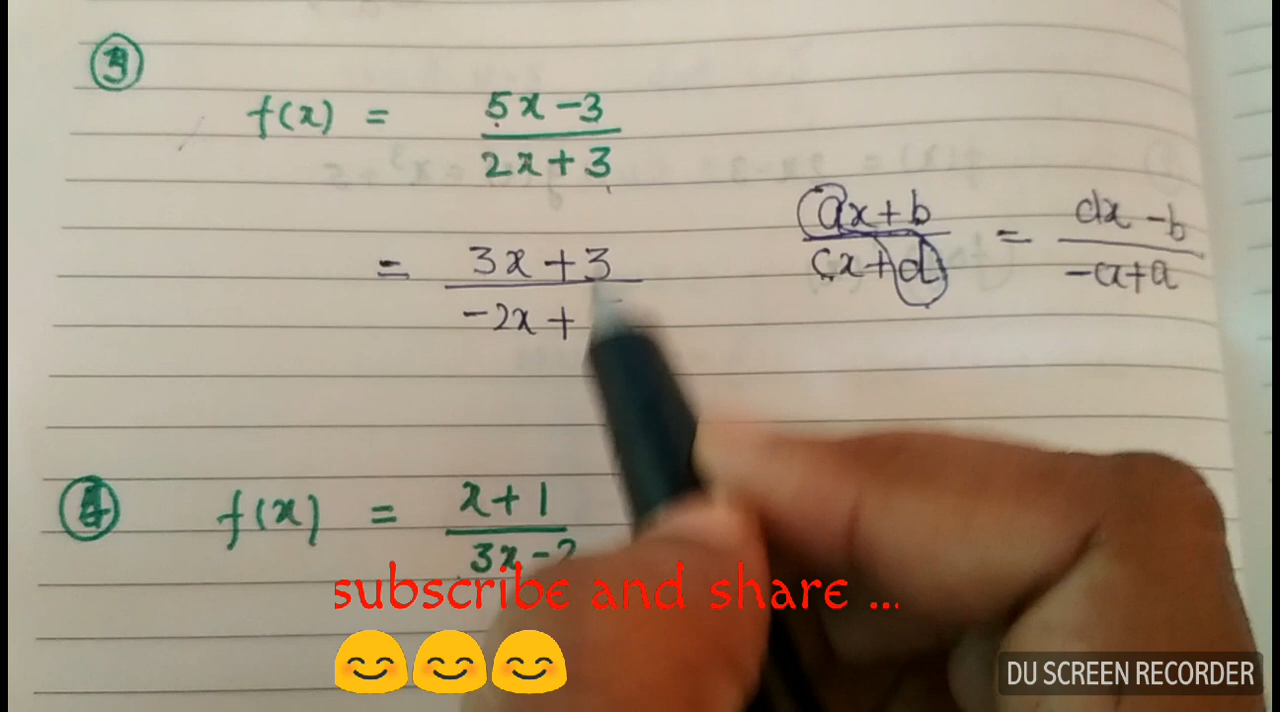 3
f(x) = 5x-3
2x+3
ax+b = dx-b
cx+d -cx+a
= 3x+3
-2x+
4
f(x) = x+1
3x-2
subscribe and share ...
😊😊😊
DU SCREEN RECORDER